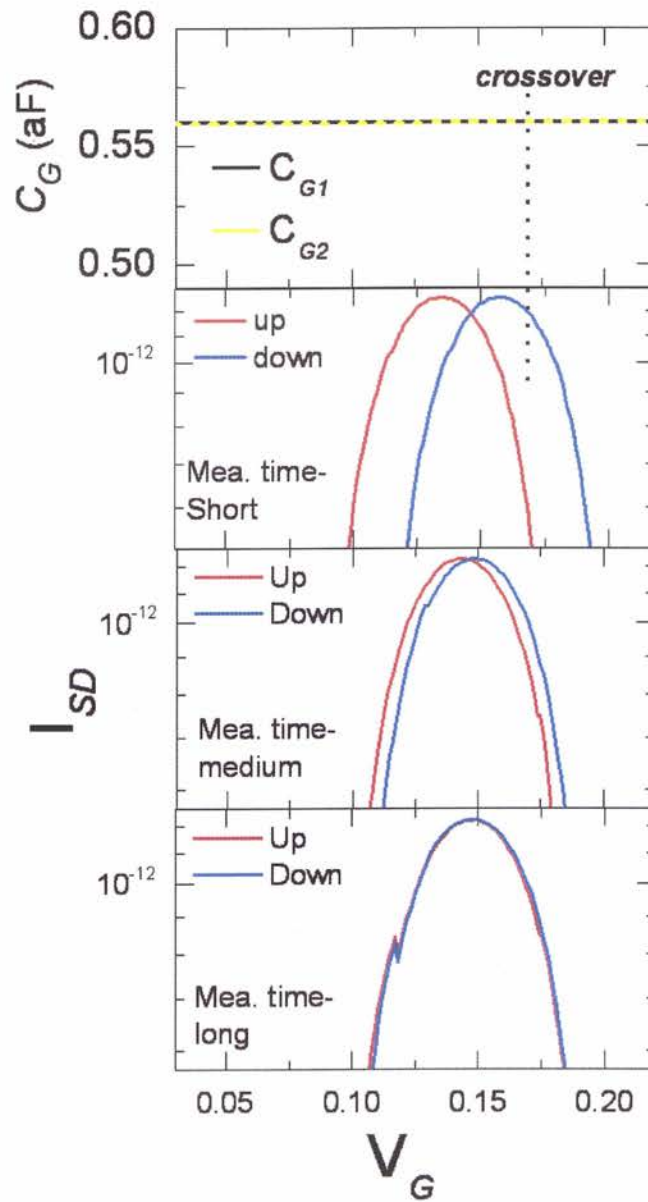 0.60
crossover
C_G (aF)
0.55
C_G1
C_G2
0.50
up
down
10^-12
Mea. time-
Short
Up
Down
10^-12
Mea. time-
medium
I_SD
Up
Down
10^-12
Mea. time-
long
0.05 0.10 0.15 0.20
V_G